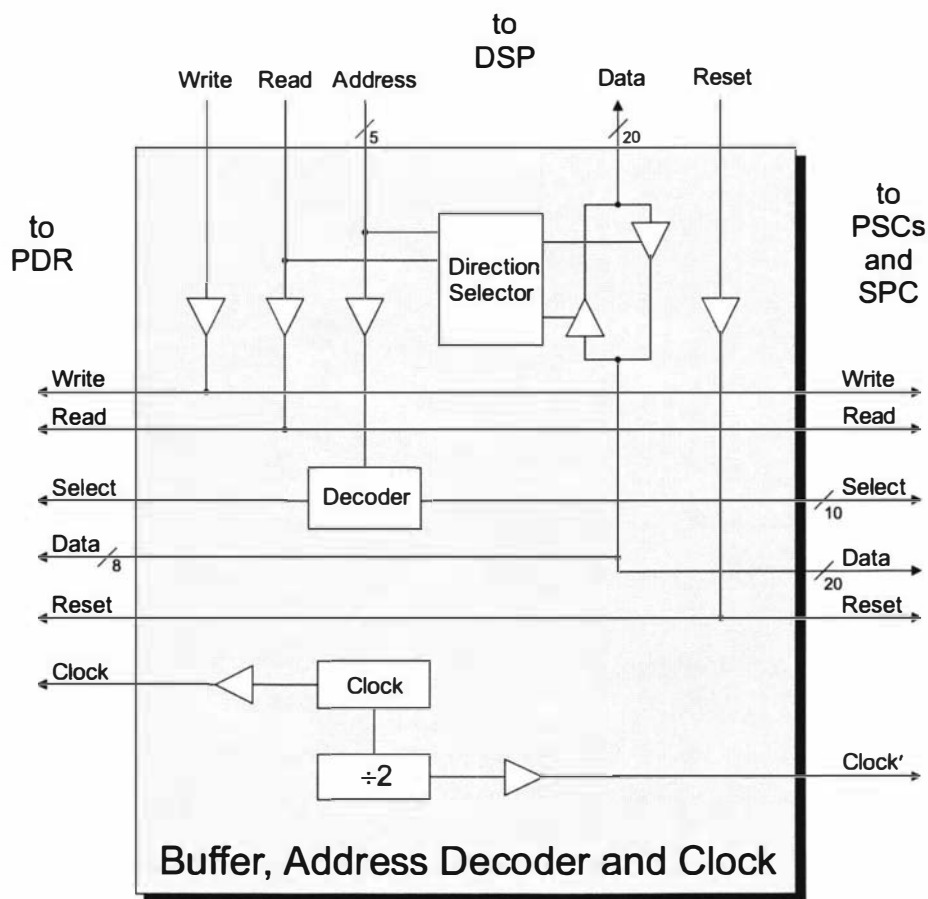 to
DSP
Write Read Address Data Reset
5 20
to
PDR
to
PSCs
and
SPC
Direction
Selector
Write Write
Read Read
Select Decoder Select
10
Data Data
8 20
Reset Reset
Clock Clock
÷2 Clock′
Buffer, Address Decoder and Clock